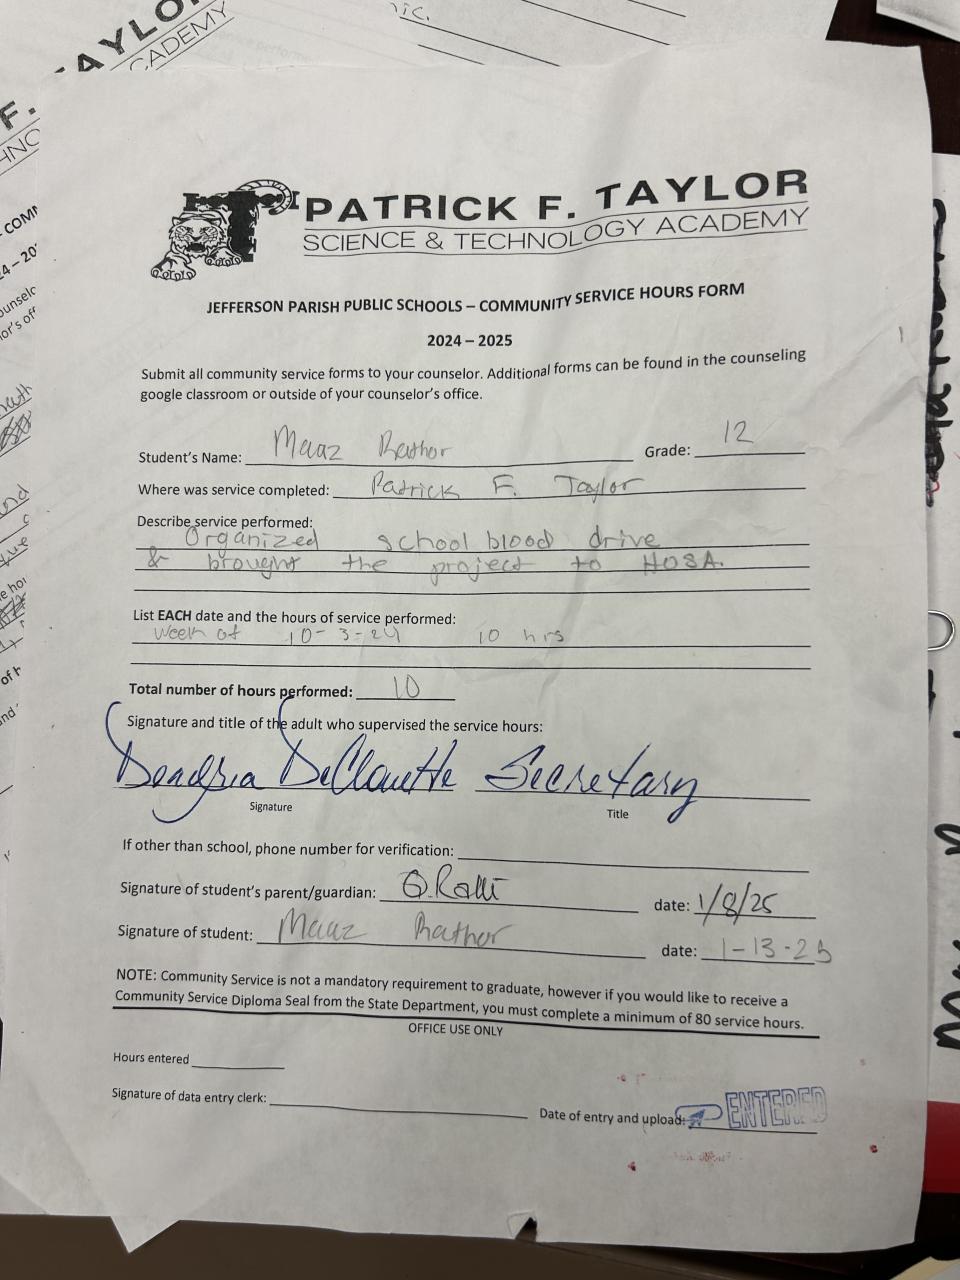 PATRICK F. TAYLOR
SCIENCE & TECHNOLOGY ACADEMY
JEFFERSON PARISH PUBLIC SCHOOLS – COMMUNITY SERVICE HOURS FORM
2024 – 2025
Submit all community service forms to your counselor. Additional forms can be found in the counseling
google classroom or outside of your counselor's office.
Student's Name: Maaz Rathor Grade: 12
Where was service completed: Patrick F. Taylor
Describe service performed:
Organized school blood drive
& brought the project to HOSA.
List EACH date and the hours of service performed:
Week of 10-3-24 10 hrs
Total number of hours performed: 10
Signature and title of the adult who supervised the service hours:
DeClouette Secretary
Signature Title
If other than school, phone number for verification:
Signature of student's parent/guardian: date: 1/8/25
Signature of student: Maaz Rathor date: 1-13-25
NOTE: Community Service is not a mandatory requirement to graduate, however if you would like to receive a
Community Service Diploma Seal from the State Department, you must complete a minimum of 80 service hours.
OFFICE USE ONLY
Hours entered
Signature of data entry clerk:
Date of entry and upload: ENTERED